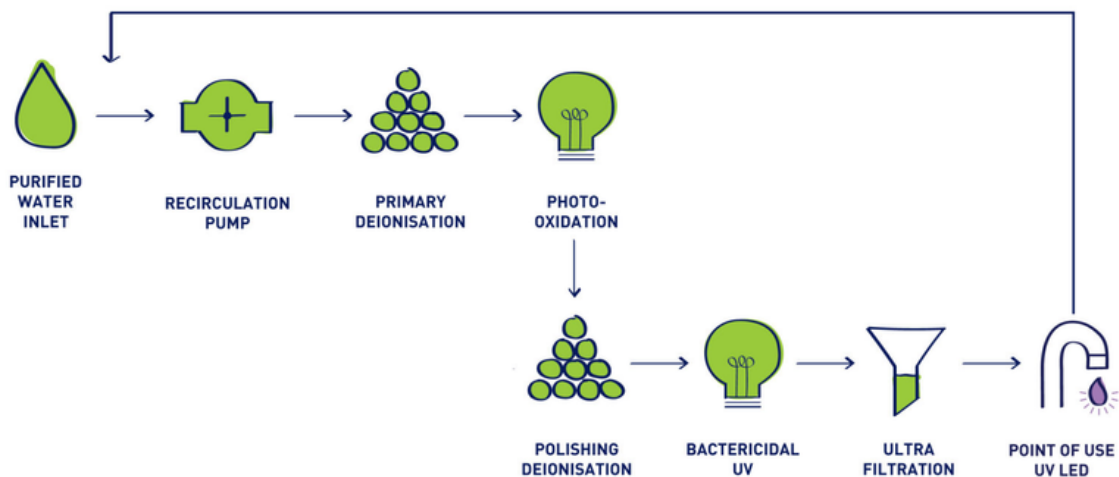 PURIFIED
WATER
INLET
RECIRCULATION
PUMP
PRIMARY
DEIONISATION
PHOTO-
OXIDATION
POLISHING
DEIONISATION
BACTERICIDAL
UV
ULTRA
FILTRATION
POINT OF USE
UV LED